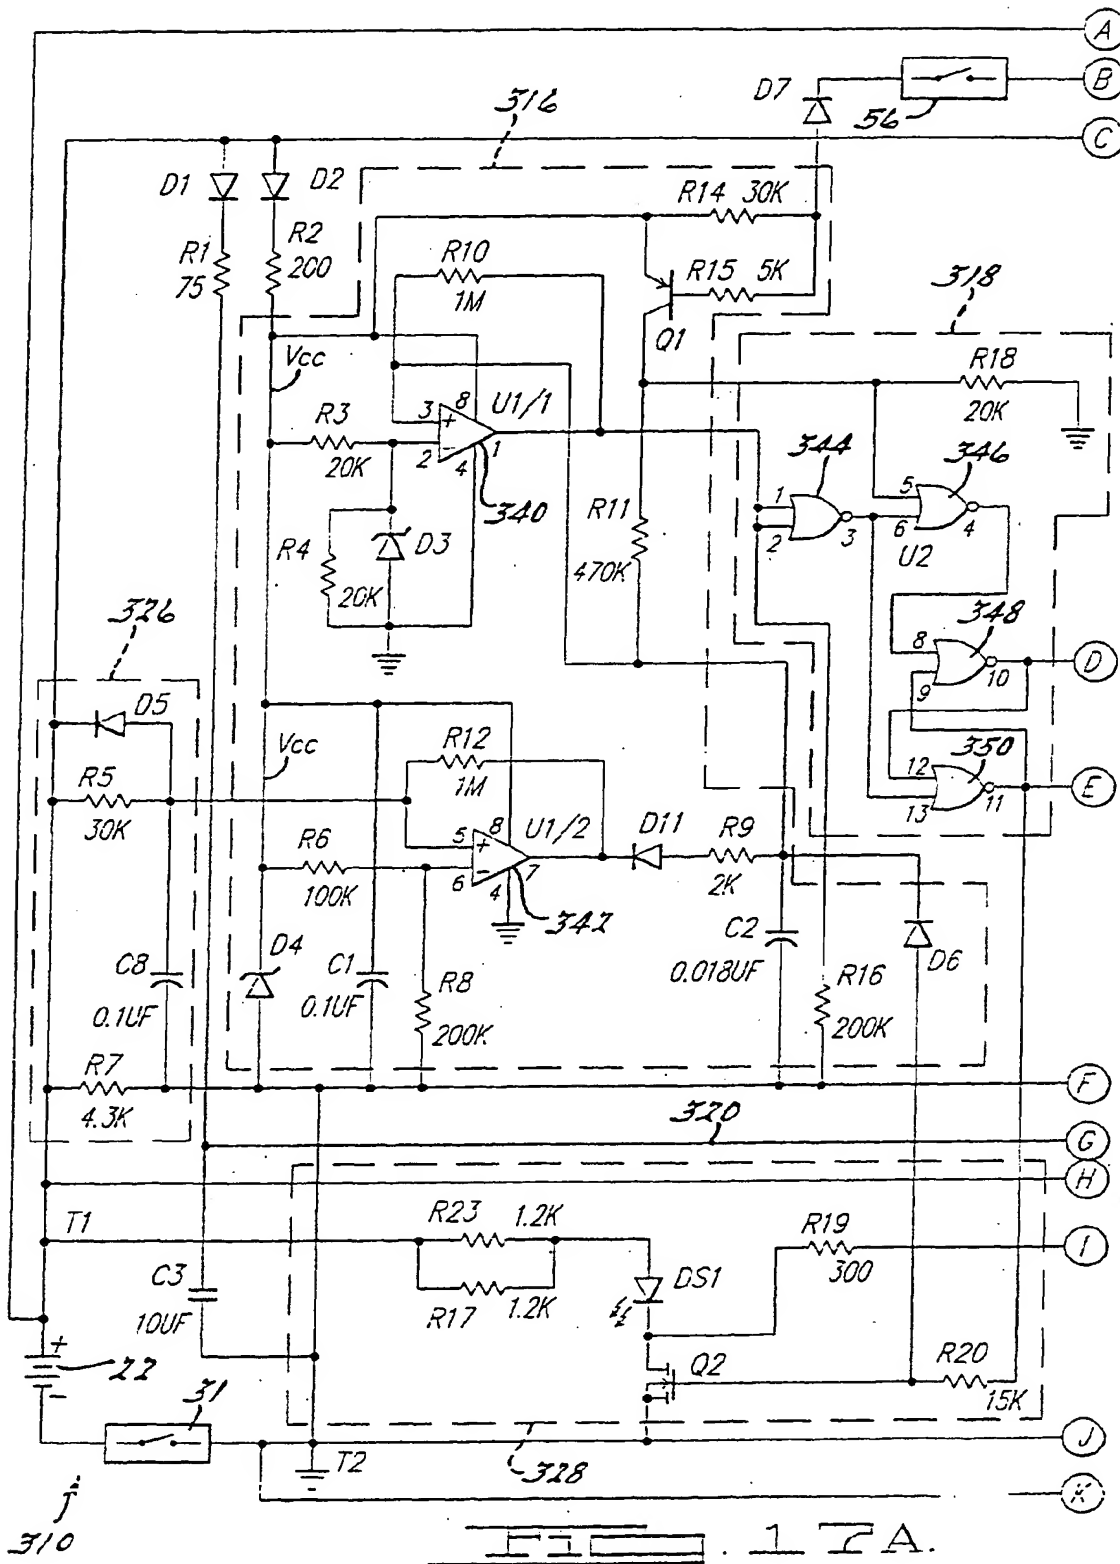 A
D7
B
56
316
C
D1
D2
R14 30K
R1
75
R2
200
R10
1M
R15 5K
318
Q1
Vcc
R18
20K
3
+
8
U1/1
R3
20K
2
-
4
1
340
344
346
1
2
3
5
6
4
U2
R11
470K
D3
R4
20K
326
348
8
9
10
D
D5
R12
1M
Vcc
350
12
13
11
E
R5
30K
5
+
8
U1/2
D11
R9
2K
R6
100K
6
-
4
7
342
C2
0.018UF
D6
D4
C8
0.1UF
C1
0.1UF
R8
200K
R16
200K
R7
4.3K
F
320
G
H
T1
R23 1.2K
R19
300
I
C3
10UF
R17 1.2K
DS1
+
22
-
Q2
R20
15K
31
J
T2
328
K
310
FIG. 17A.